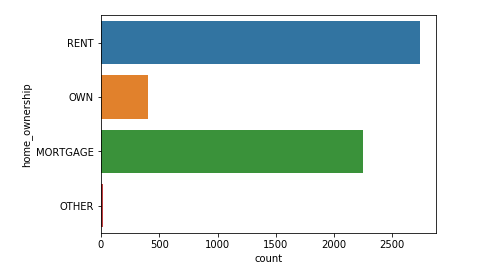 home_ownership
RENT
OWN
MORTGAGE
OTHER
0 500 1000 1500 2000 2500
count